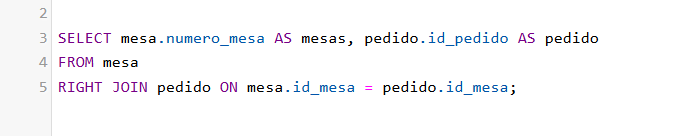 2
3 SELECT mesa.numero_mesa AS mesas, pedido.id_pedido AS pedido
4 FROM mesa
5 RIGHT JOIN pedido ON mesa.id_mesa = pedido.id_mesa;